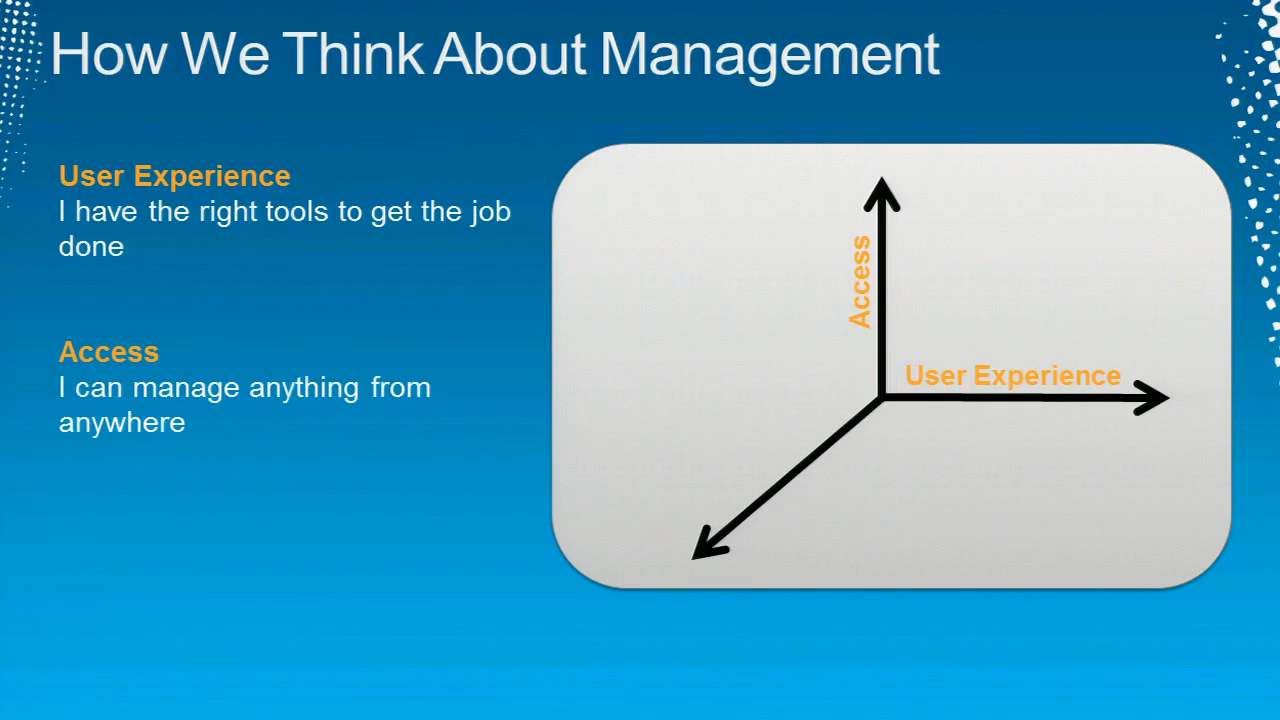 How We Think About Management
User Experience
I have the right tools to get the job
done
Access
I can manage anything from
anywhere
Access
User Experience